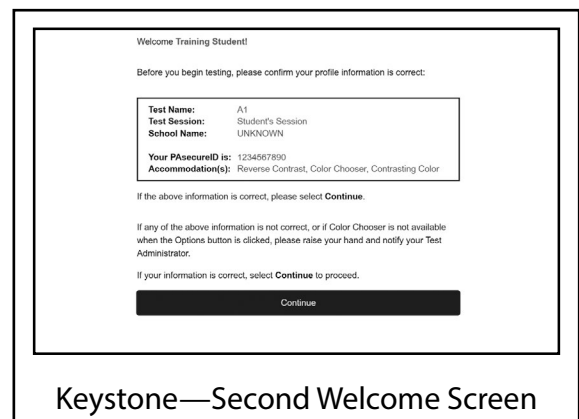 Welcome Training Student!
Before you begin testing, please confirm your profile information is correct:
Test Name: A1
Test Session: Student's Session
School Name: UNKNOWN
Your PAsecureID is: 1234567890
Accommodation(s): Reverse Contrast, Color Chooser, Contrasting Color
If the above information is correct, please select Continue.
If any of the above information is not correct, or if Color Chooser is not available
when the Options button is clicked, please raise your hand and notify your Test
Administrator.
If your information is correct, select Continue to proceed.
Continue
Keystone—Second Welcome Screen